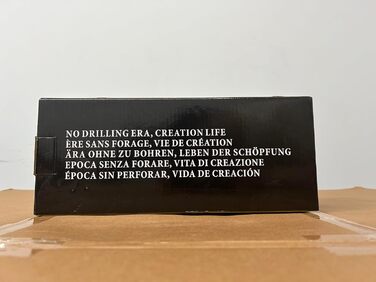 NO DRILLING ERA, CREATION LIFE
ÈRE SANS FORAGE, VIE DE CRÉATION
ÄRA OHNE ZU BOHREN, LEBEN DER SCHÖPFUNG
EPOCA SENZA FORARE, VITA DI CREAZIONE
ÉPOCA SIN PERFORAR, VIDA DE CREACIÓN